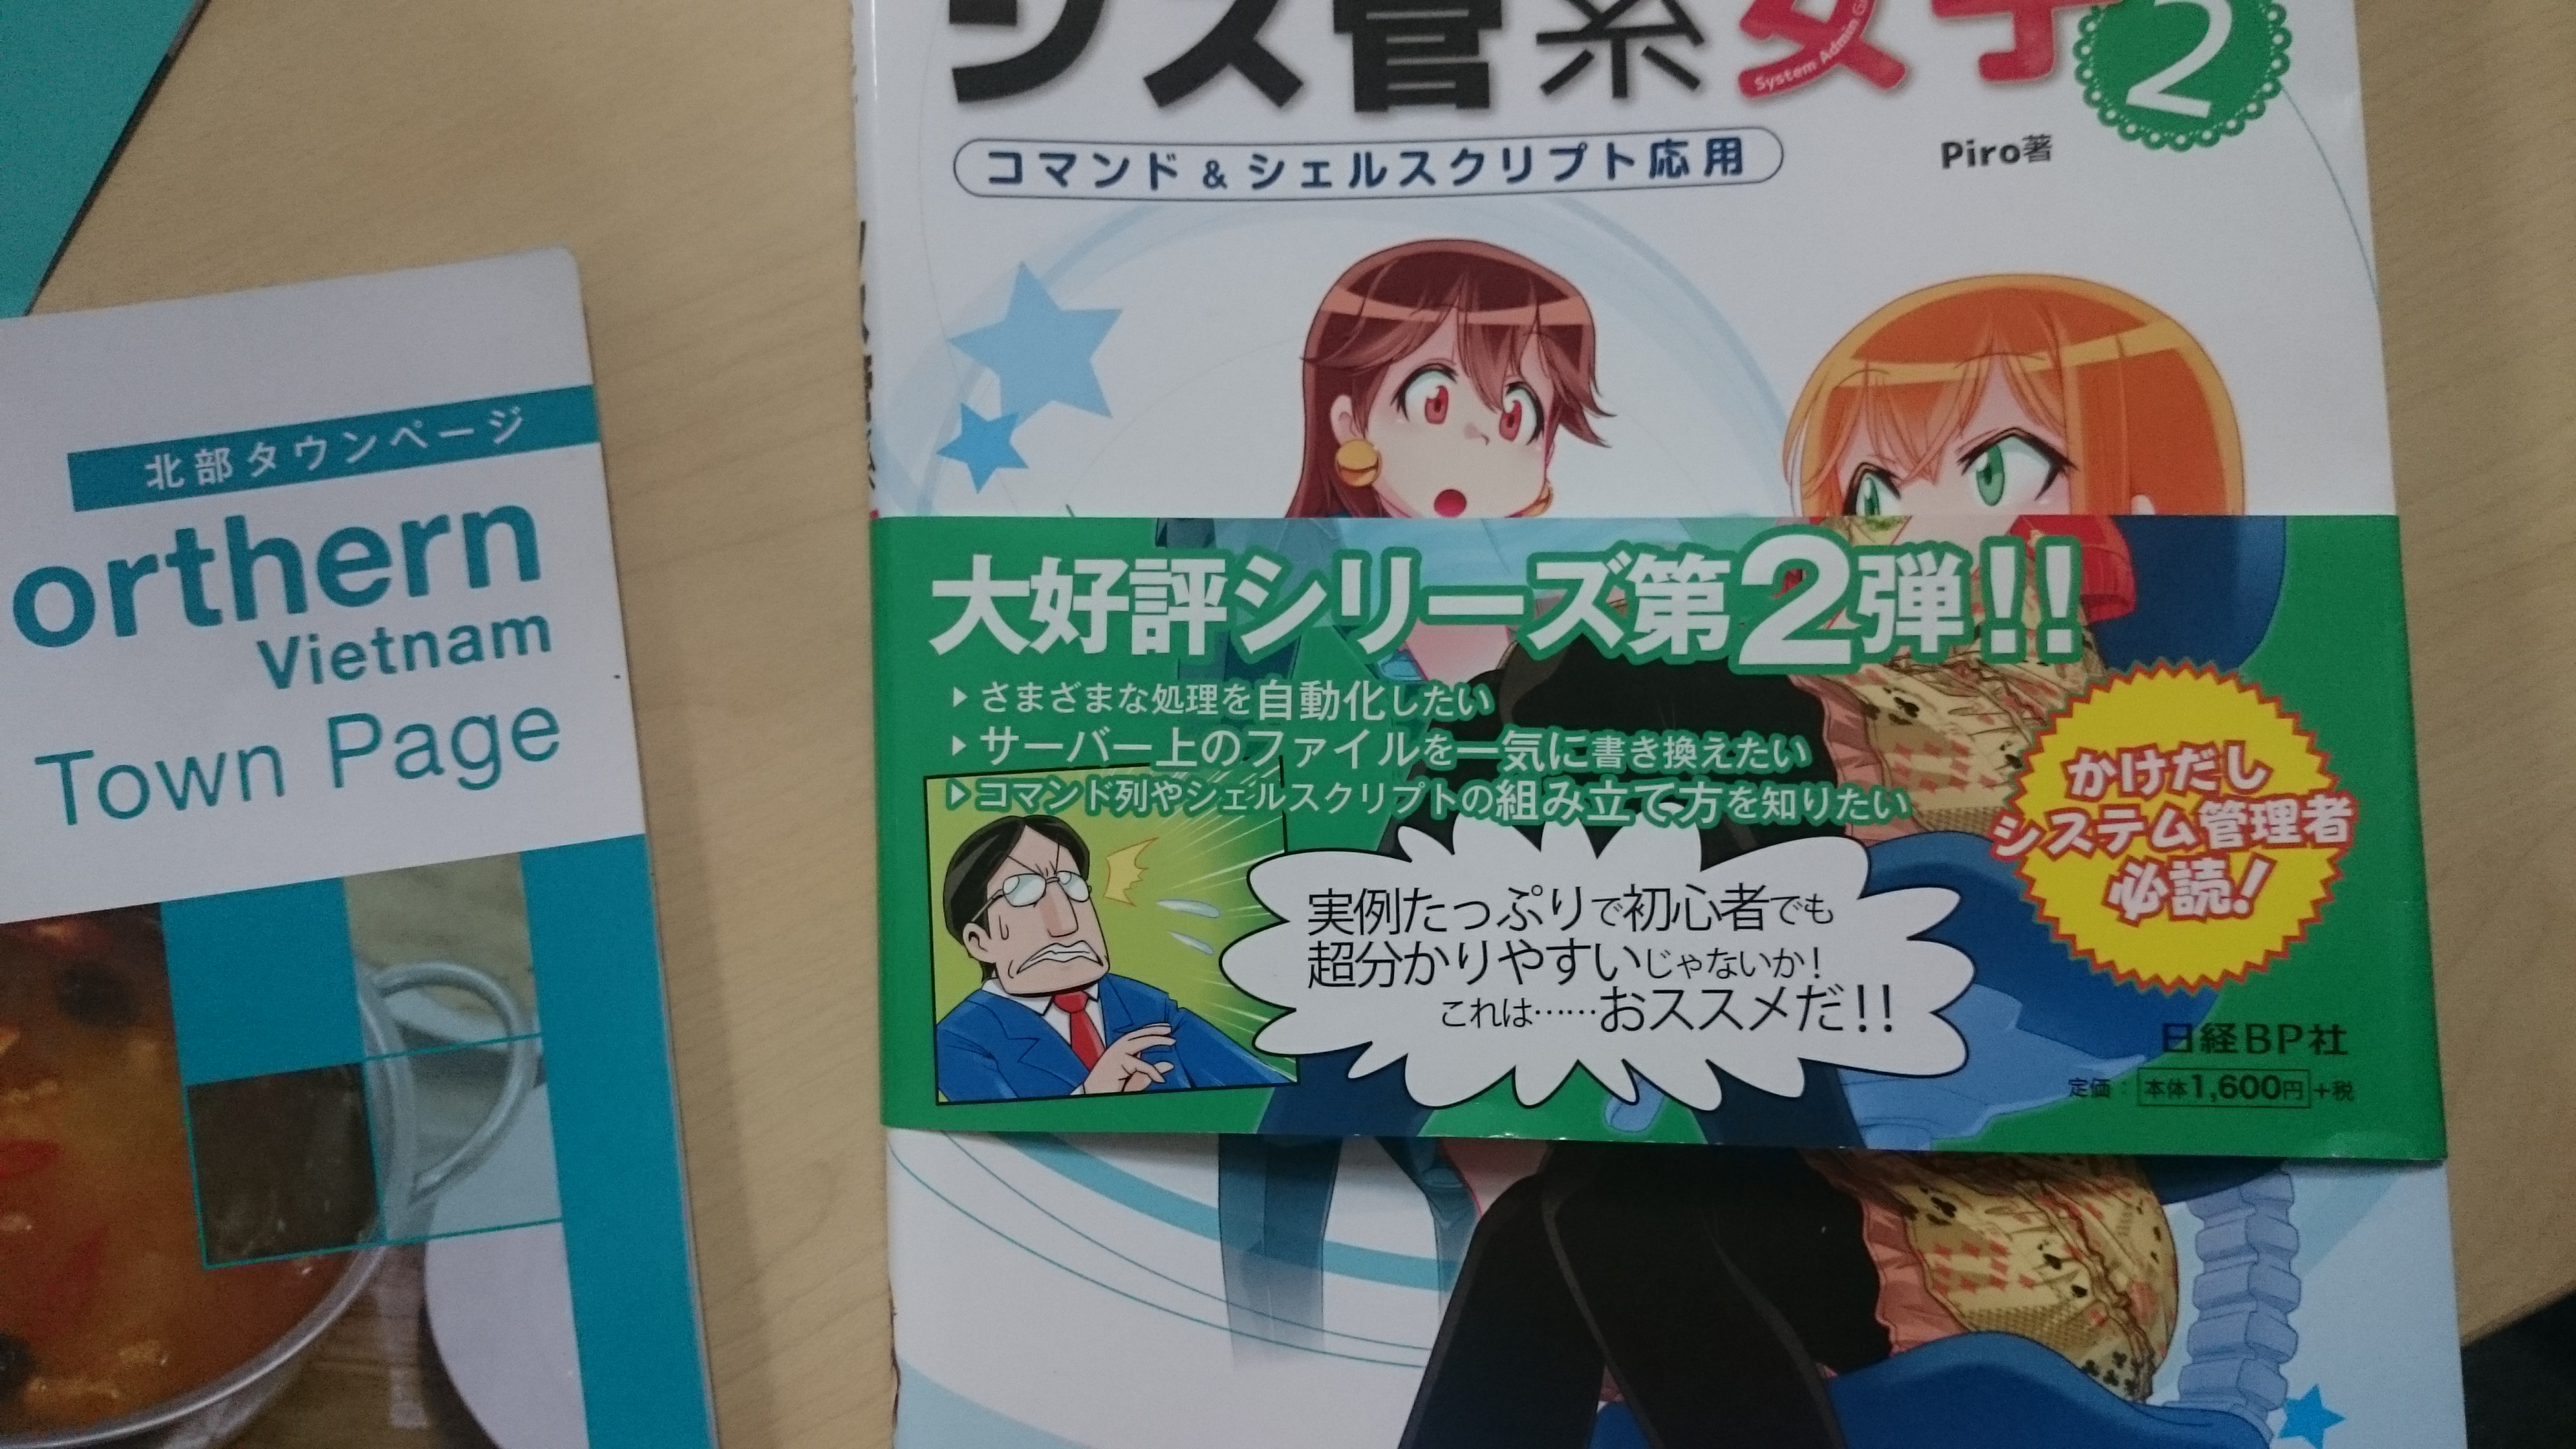 北部タウンページ
orthern
Vietnam
Town Page
シス管系女子
2
System Admin Gi
コマンド & シェルスクリプト応用
Piro著
大好評シリーズ第2弾!!
さまざまな処理を自動化したい
サーバー上のファイルを一気に書き換えたい
コマンド列やシェルスクリプトの組み立て方を知りたい
かけだし
システム管理者
必読!
実例たっぷりで初心者でも
超分かりやすいじゃないか!
これは……おススメだ!!
日経BP社
定価: 本体1,600円+税